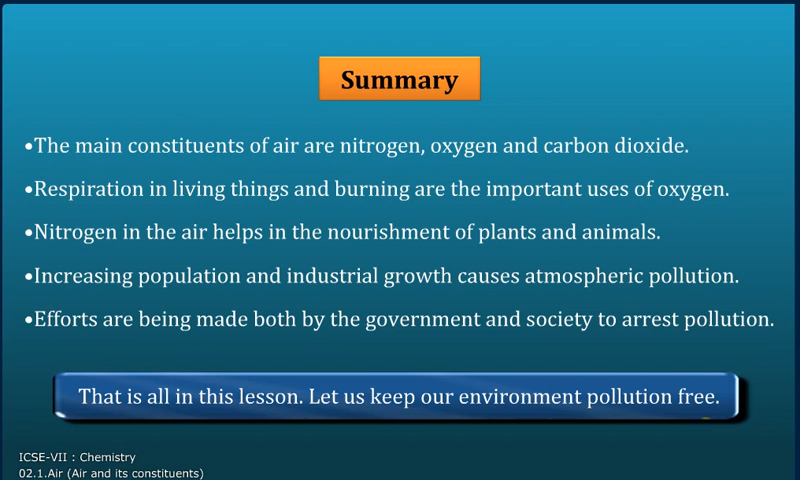 Summary
•The main constituents of air are nitrogen, oxygen and carbon dioxide.
•Respiration in living things and burning are the important uses of oxygen.
•Nitrogen in the air helps in the nourishment of plants and animals.
•Increasing population and industrial growth causes atmospheric pollution.
•Efforts are being made both by the government and society to arrest pollution.
That is all in this lesson. Let us keep our environment pollution free.
ICSE-VII : Chemistry
02.1.Air (Air and its constituents)